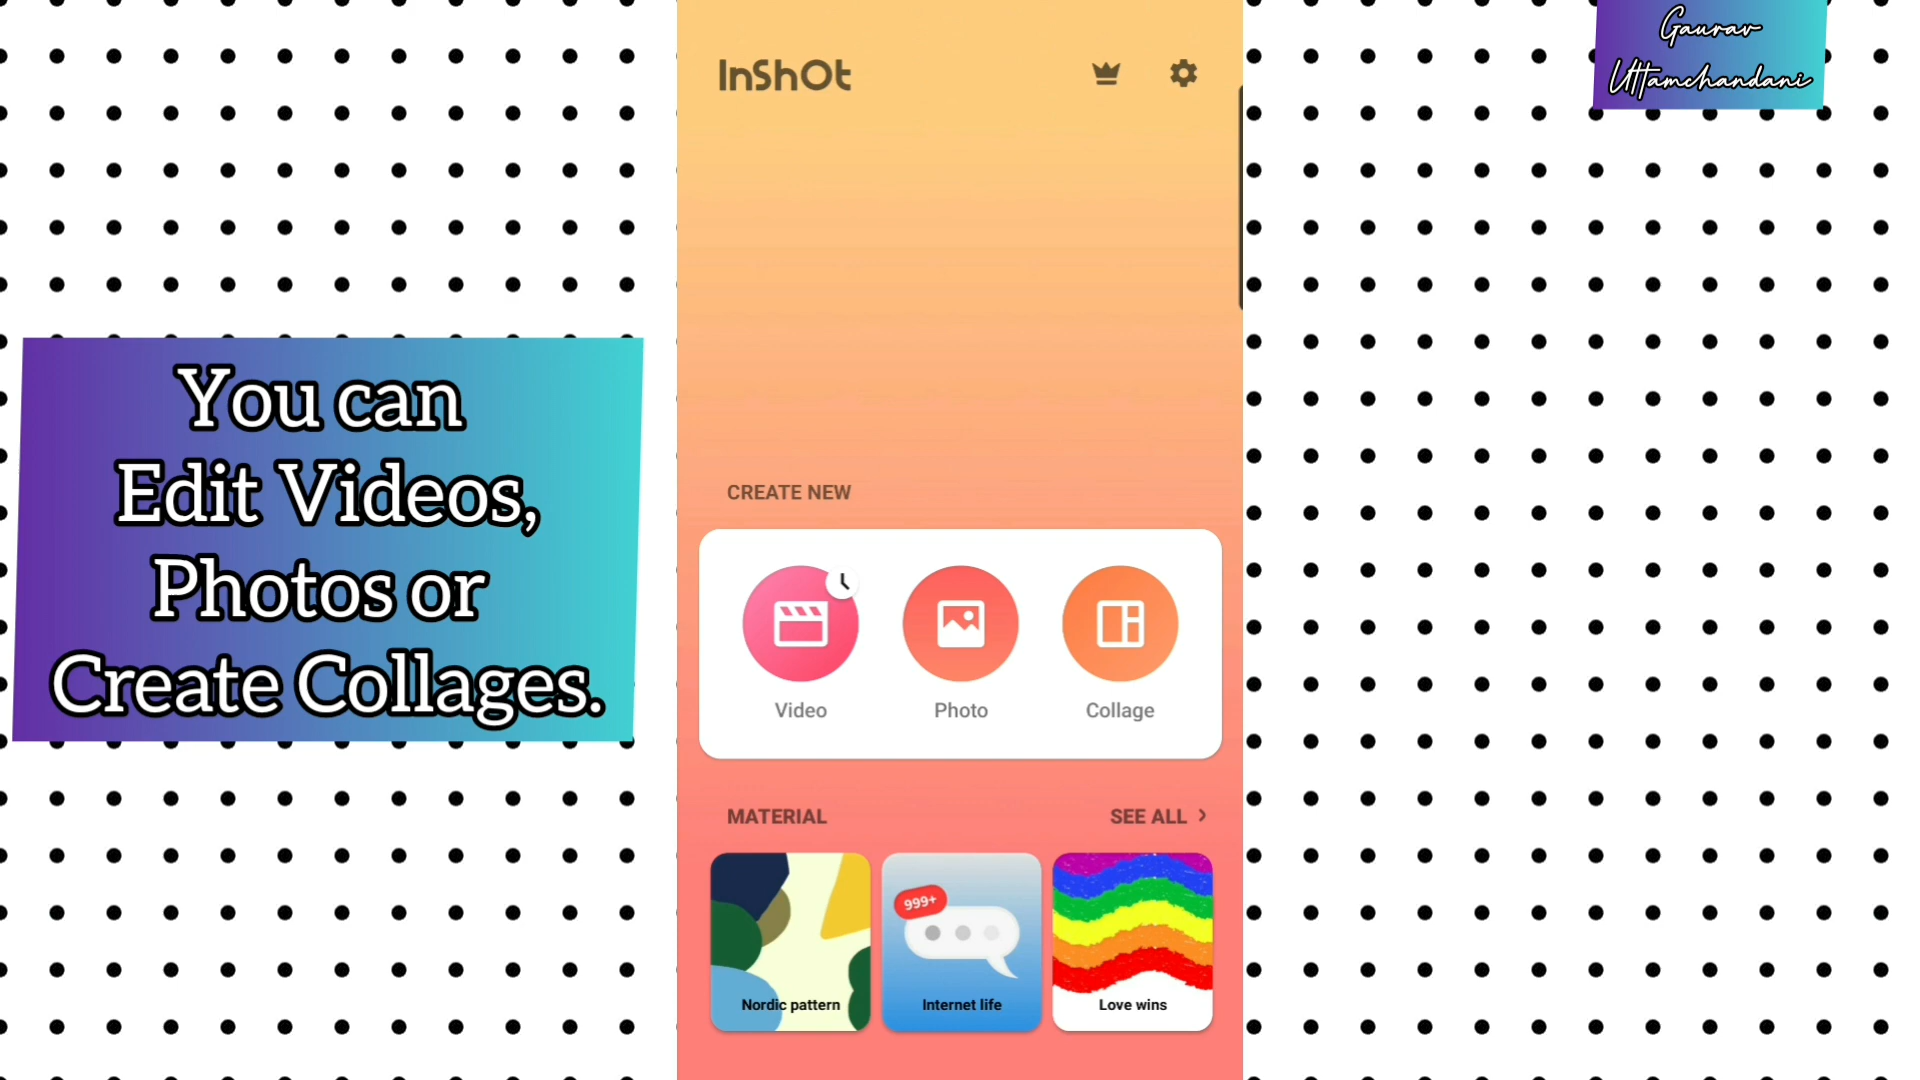 Gaurav
Uttamchandani
InShOt
You can
Edit Videos,
Photos or
Create Collages.
CREATE NEW
Video
Photo
Collage
MATERIAL
SEE ALL >
Nordic pattern
999+
Internet life
Love wins